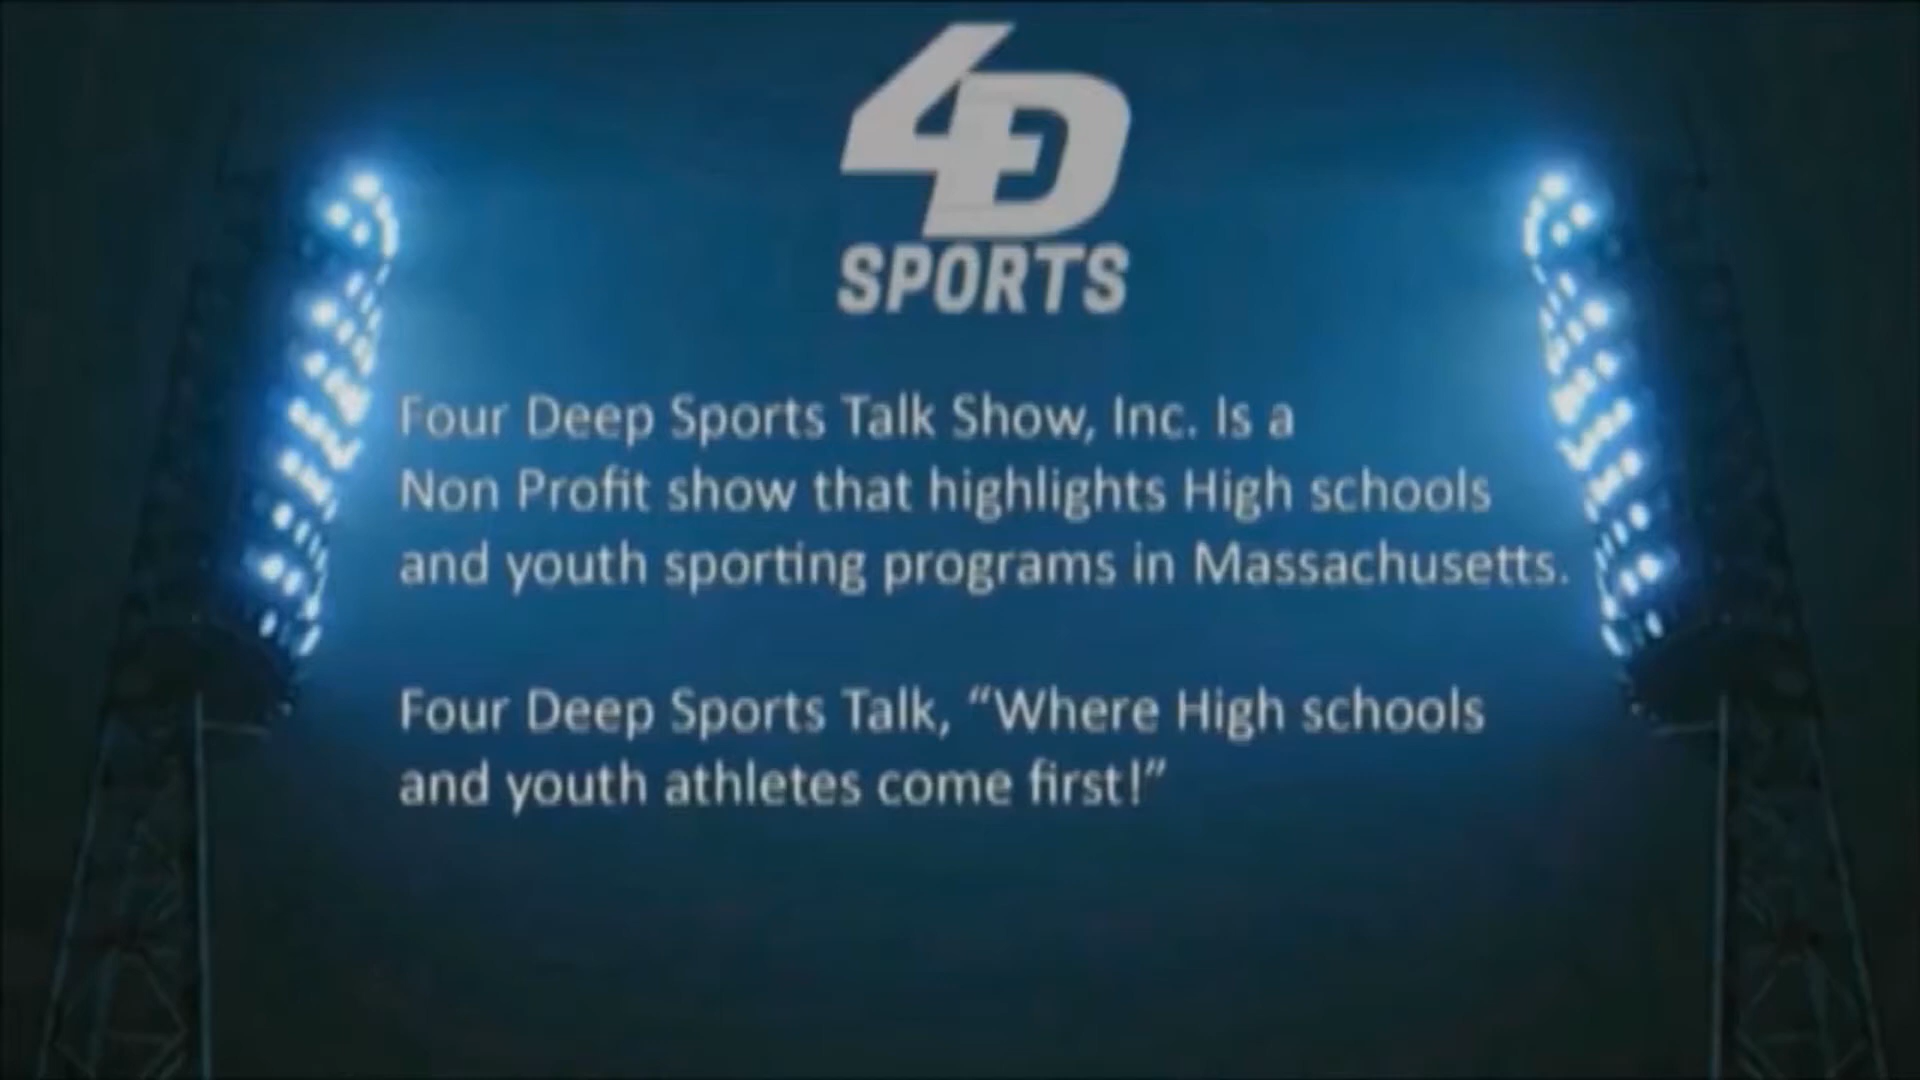 4D
SPORTS
Four Deep Sports Talk Show, Inc. Is a
Non Profit show that highlights High schools
and youth sporting programs in Massachusetts.
Four Deep Sports Talk, “Where High schools
and youth athletes come first!”